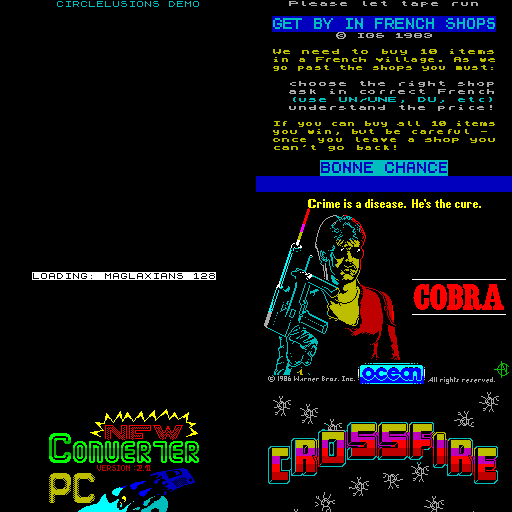 CIRCLELUSIONS DEMO
Please let tape run
GET BY IN FRENCH SHOPS
© IGS 1983
We need to buy 10 items
in a French village. As we
go past the shops you must:
choose the right shop
ask in correct French
(use UN/UNE, DU, etc)
understand the price!
If you can buy all 10 items
you win, but be careful -
once you leave a shop you
can't go back!
BONNE CHANCE
LOADING: MAGLAXIANS 128
Crime is a disease. He's the cure.
COBRA
© 1986 Warner Bros. Inc.
ocean
All rights reserved.
NEW
CONVERTER
VERSION :2.1
PC
CROSSFIRE